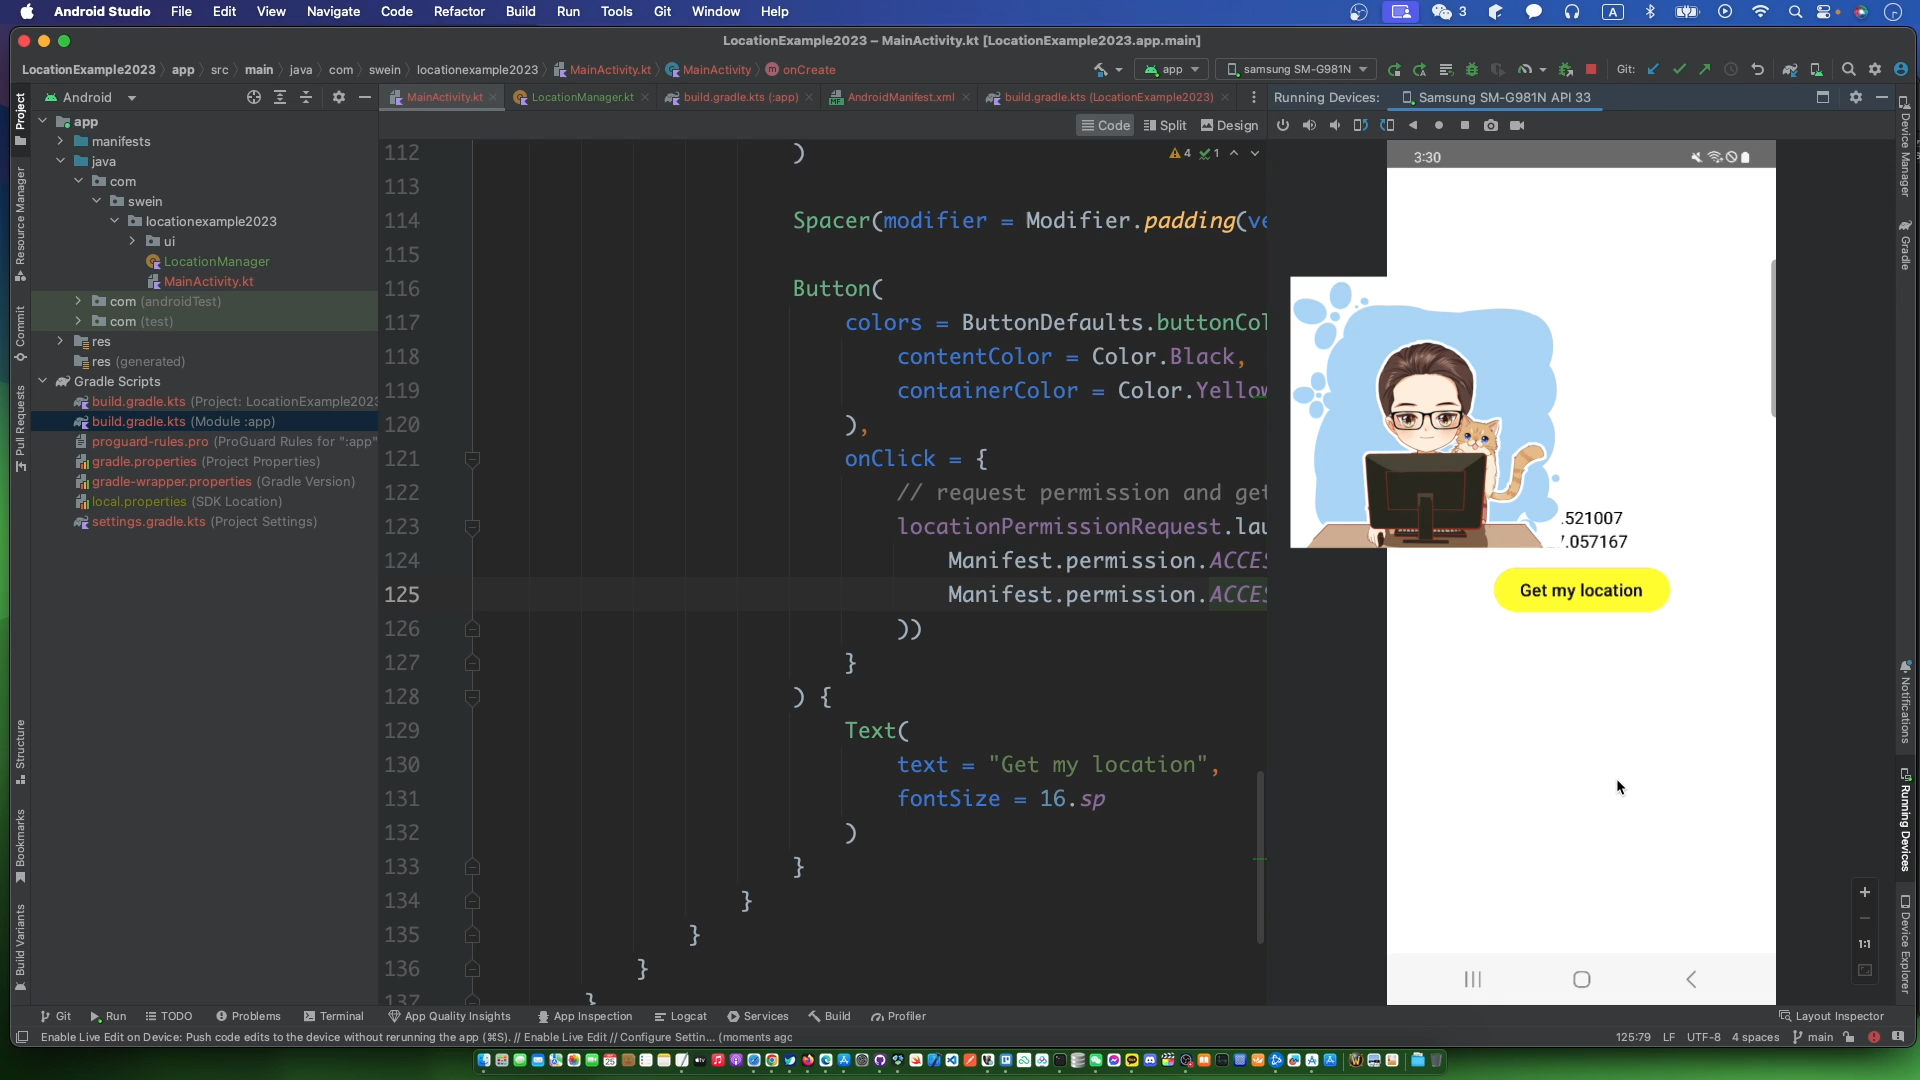 Android Studio File Edit View Navigate Code Refactor Build Run Tools Git Window Help 3 A
LocationExample2023 – MainActivity.kt [LocationExample2023.app.main]
LocationExample2023 app src main java com swein locationexample2023 MainActivity.kt MainActivity onCreate app samsung SM-G981N Git:
Android MainActivity.kt LocationManager.kt build.gradle.kts (:app) AndroidManifest.xml build.gradle.kts (LocationExample2023) Running Devices: Samsung SM-G981N API 33
Code Split Design
Project
Resource Manager
Commit
Pull Requests
Structure
Bookmarks
Build Variants
app
manifests
java
com
swein
locationexample2023
ui
LocationManager
MainActivity.kt
com (androidTest)
com (test)
res
res (generated)
Gradle Scripts
build.gradle.kts (Project: LocationExample2023
build.gradle.kts (Module :app)
proguard-rules.pro (ProGuard Rules for ":app"
gradle.properties (Project Properties)
gradle-wrapper.properties (Gradle Version)
local.properties (SDK Location)
settings.gradle.kts (Project Settings)
4 1
112 )
113
114 Spacer(modifier = Modifier.padding(ve
115
116 Button(
117 colors = ButtonDefaults.buttonCol
118 contentColor = Color.Black,
119 containerColor = Color.Yellow
120 ),
121 onClick = {
122 // request permission and get
123 locationPermissionRequest.lau
124 Manifest.permission.ACCES
125 Manifest.permission.ACCES
126 ))
127 }
128 ) {
129 Text(
130 text = "Get my location",
131 fontSize = 16.sp
132 )
133 }
134 }
135 }
136 }
137 }
3:30
.521007
7.057167
Get my location
1:1
Device Manager
Gradle
Notifications
Running Devices
Device Explorer
Git Run TODO Problems Terminal App Quality Insights App Inspection Logcat Services Build Profiler Layout Inspector
Enable Live Edit on Device: Push code edits to the device without rerunning the app (⌘S). // Enable Live Edit // Configure Settin... (moments ago 125:79 LF UTF-8 4 spaces main